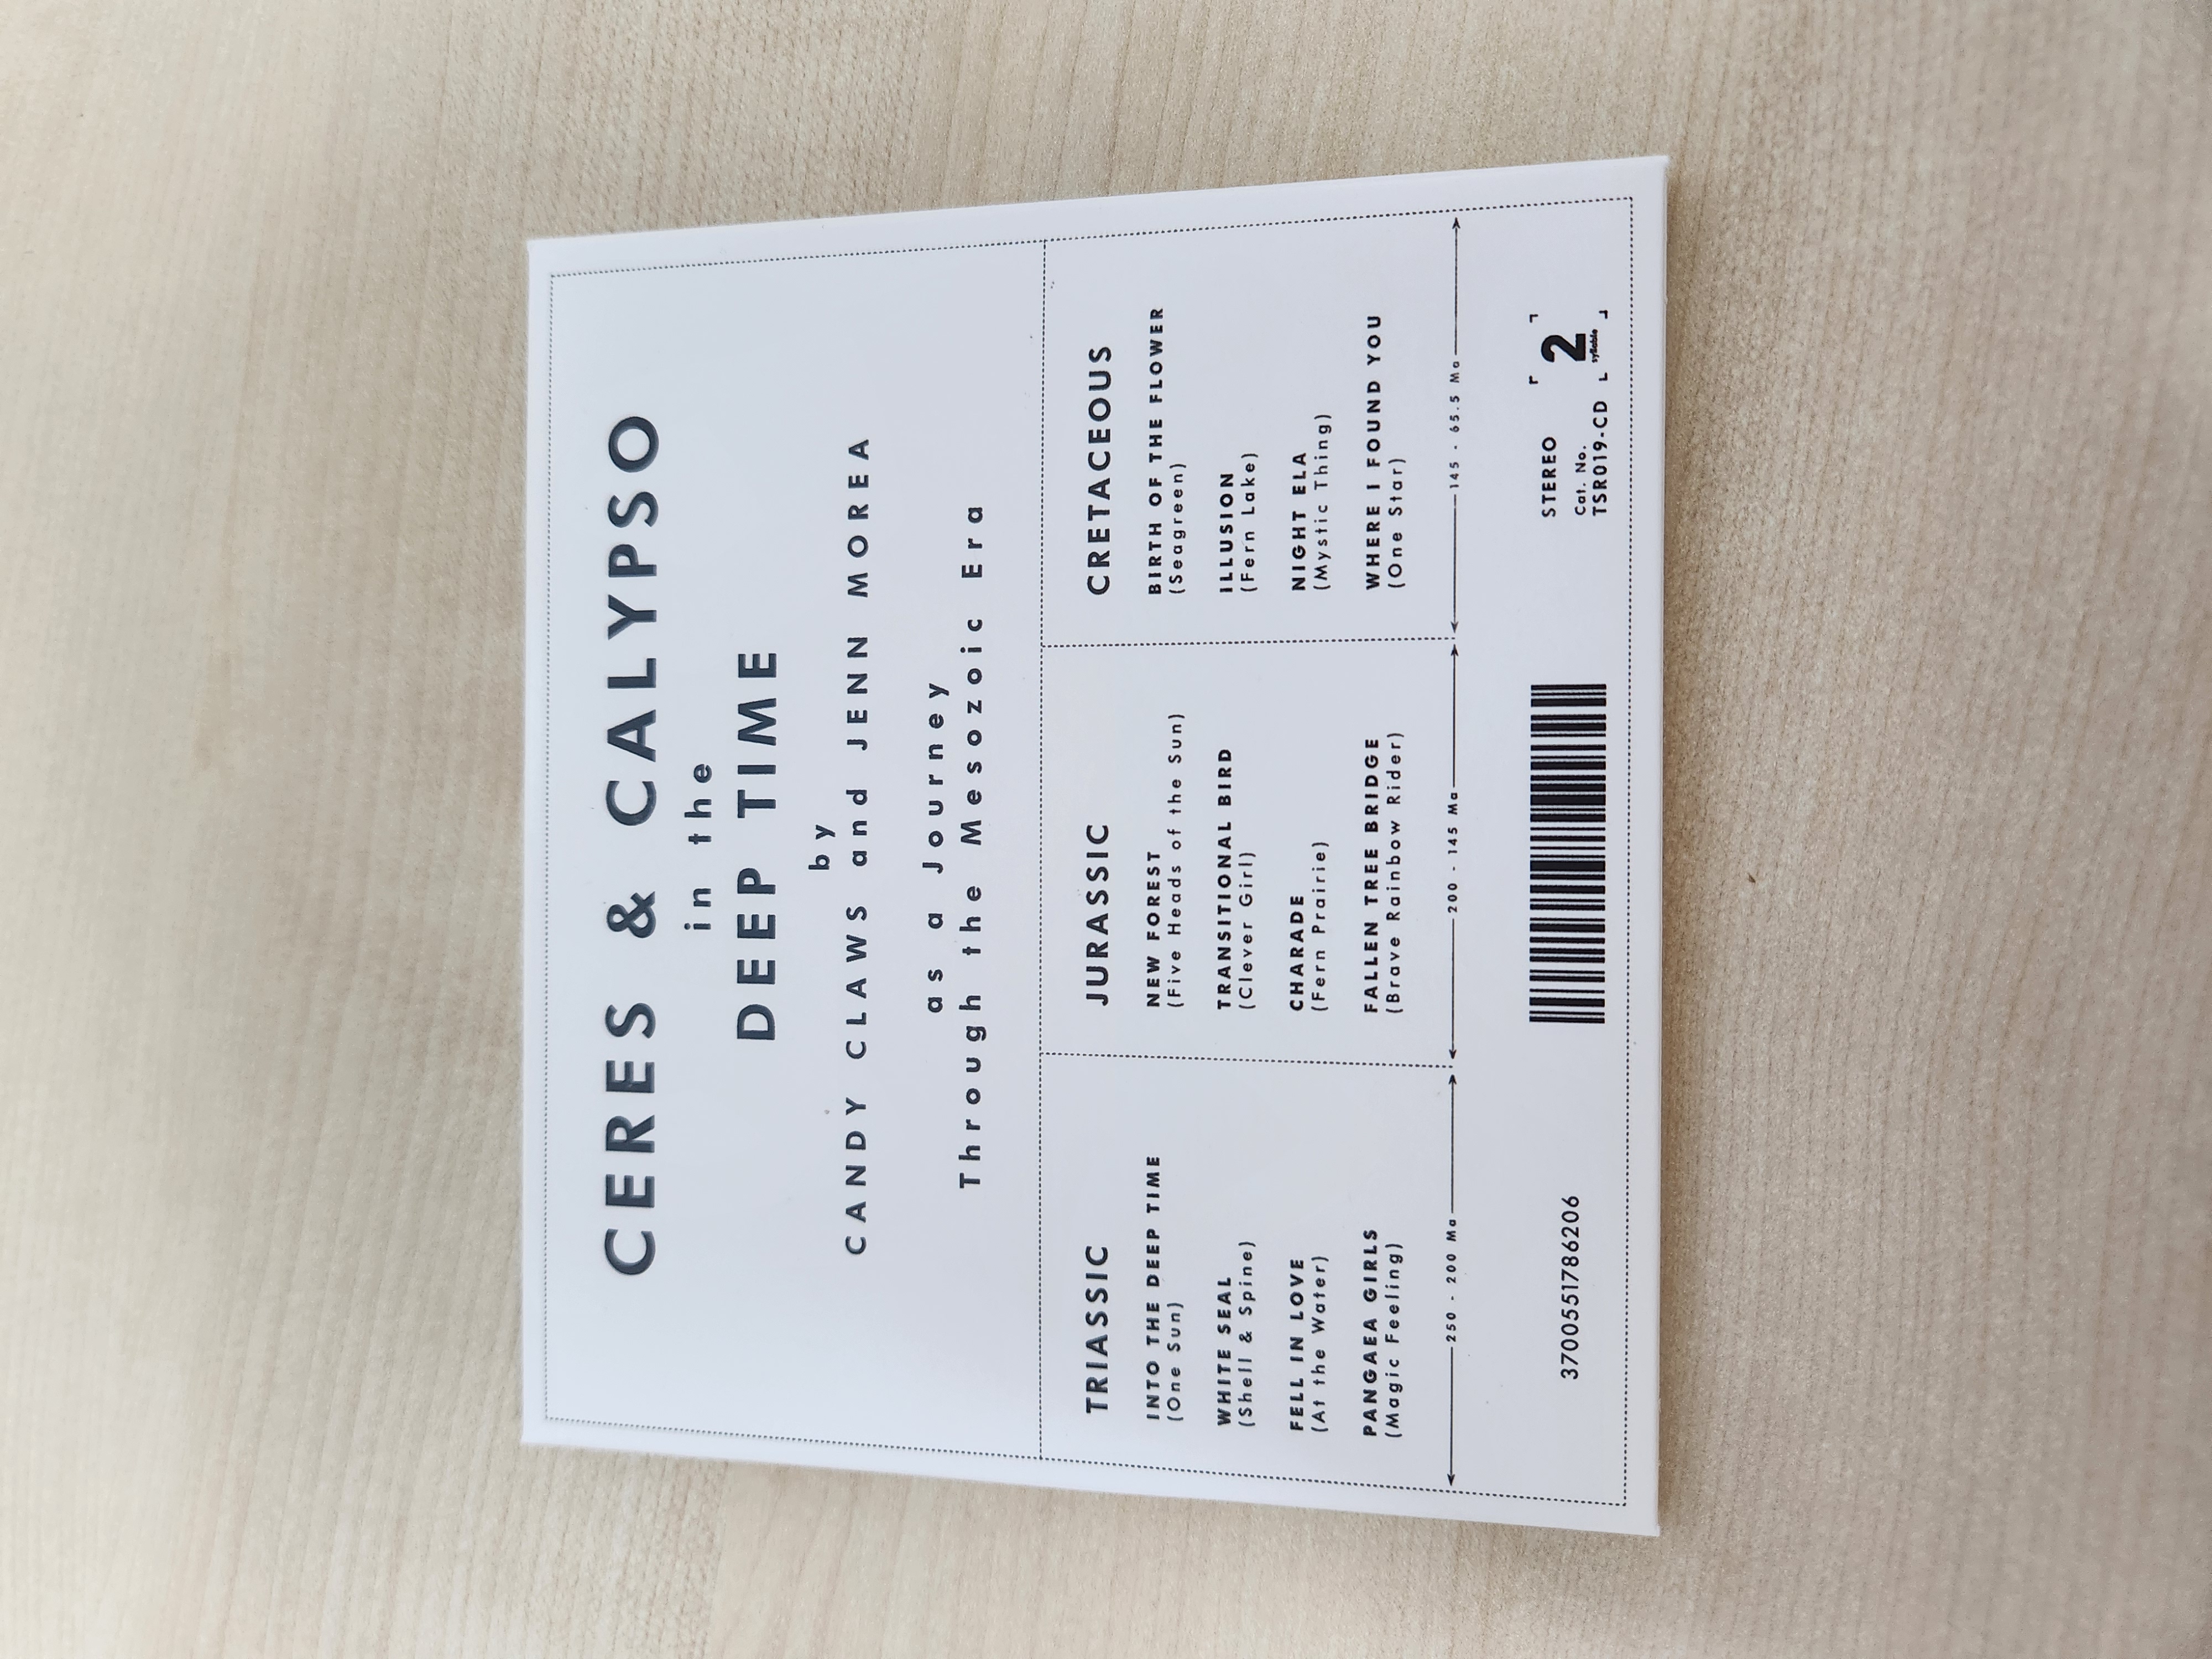 CERES & CALYPSO
in the
DEEP TIME
by
CANDY CLAWS and JENN MOREA
as a Journey
Through the Mesozoic Era
TRIASSIC
INTO THE DEEP TIME
(One Sun)
WHITE SEAL
(Shell & Spine)
FELL IN LOVE
(At the Water)
PANGAEA GIRLS
(Magic Feeling)
250 - 200 Ma
JURASSIC
NEW FOREST
(Five Heads of the Sun)
TRANSITIONAL BIRD
(Clever Girl)
CHARADE
(Fern Prairie)
FALLEN TREE BRIDGE
(Brave Rainbow Rider)
200 - 145 Ma
CRETACEOUS
BIRTH OF THE FLOWER
(Seagreen)
ILLUSION
(Fern Lake)
NIGHT ELA
(Mystic Thing)
WHERE I FOUND YOU
(One Star)
145 - 65.5 Ma
3700551786206
STEREO
Cat. No.
TSR019-CD
2
syllable